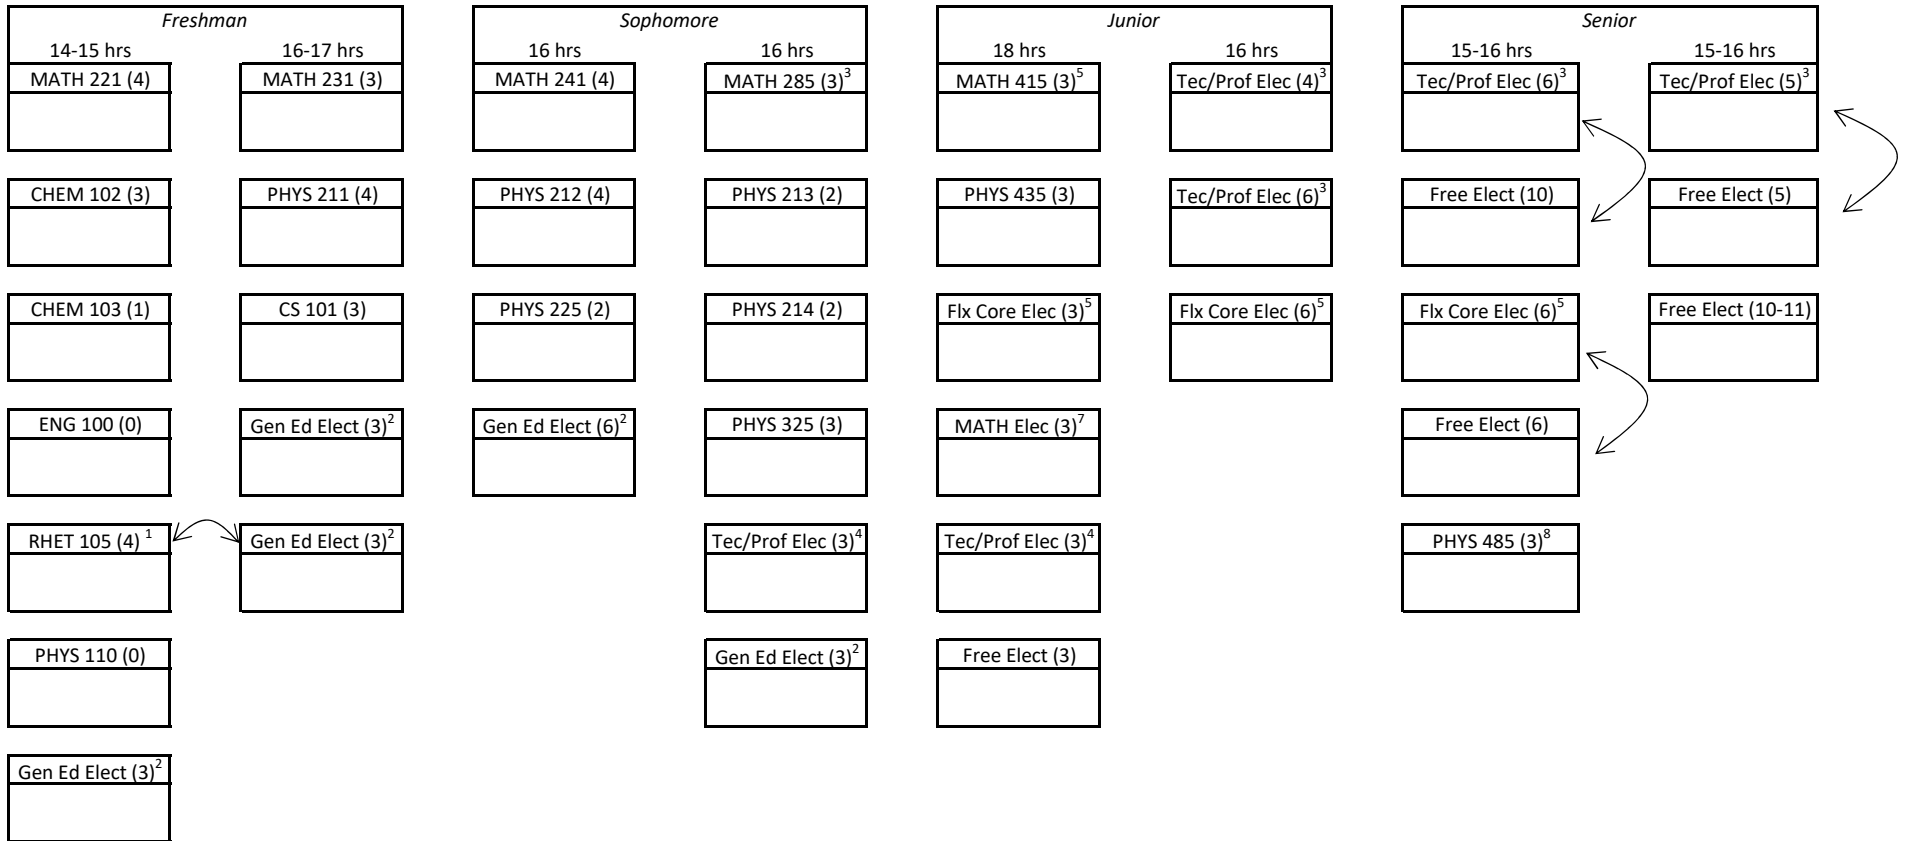 Freshman Sophomore Junior Senior
14-15 hrs 16-17 hrs 16 hrs 16 hrs 18 hrs 16 hrs 15-16 hrs 15-16 hrs
MATH 221 (4) MATH 231 (3) MATH 241 (4) MATH 285 (3)³ MATH 415 (3)⁵ Tec/Prof Elec (4)³ Tec/Prof Elec (6)³ Tec/Prof Elec (5)³
CHEM 102 (3) PHYS 211 (4) PHYS 212 (4) PHYS 213 (2) PHYS 435 (3) Tec/Prof Elec (6)³ Free Elect (10) Free Elect (5)
CHEM 103 (1) CS 101 (3) PHYS 225 (2) PHYS 214 (2) Flx Core Elec (3)⁵ Flx Core Elec (6)⁵ Flx Core Elec (6)⁵ Free Elect (10-11)
ENG 100 (0) Gen Ed Elect (3)² Gen Ed Elect (6)² PHYS 325 (3) MATH Elec (3)⁷ Free Elect (6)
RHET 105 (4) ¹ Gen Ed Elect (3)² Tec/Prof Elec (3)⁴ Tec/Prof Elec (3)⁴ PHYS 485 (3)⁸
PHYS 110 (0) Gen Ed Elect (3)² Free Elect (3)
Gen Ed Elect (3)²